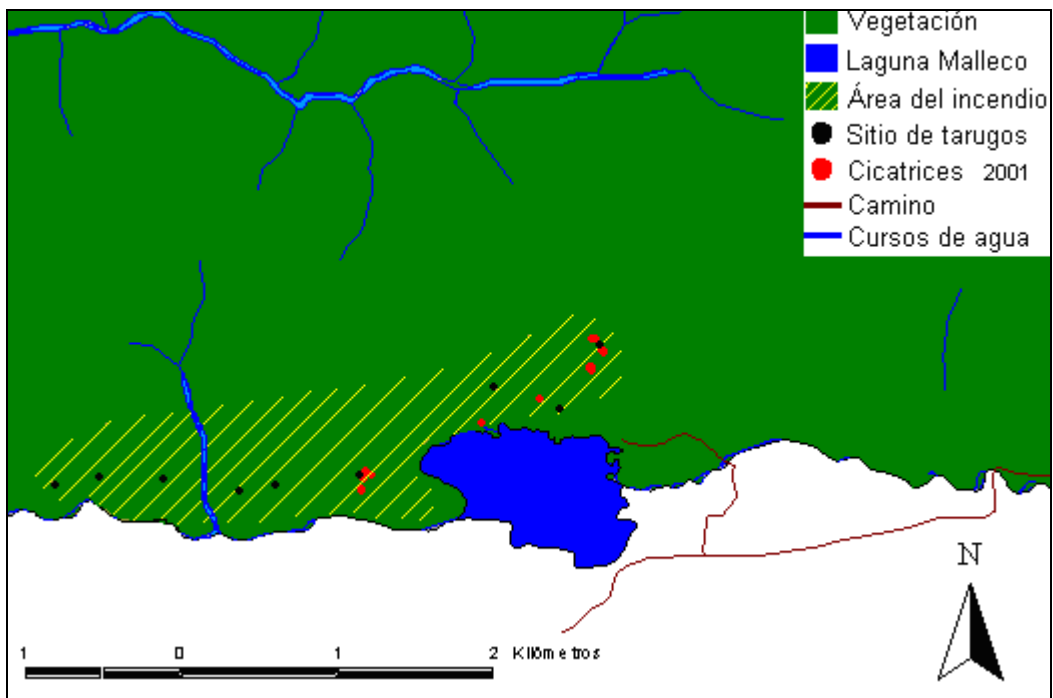 Vegetación
Laguna Malleco
Área del incendio
Sitio de tarugos
Cicatrices 2001
Camino
Cursos de agua
N
1 0 1 2 Kilómetros